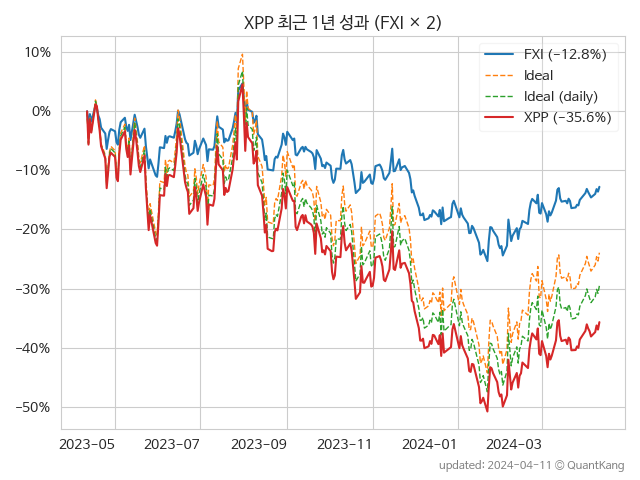 XPP 최근 1년 성과 (FXI × 2)
FXI (−12.8%)
Ideal
Ideal (daily)
XPP (−35.6%)
10%
0%
−10%
−20%
−30%
−40%
−50%
2023−05 2023−07 2023−09 2023−11 2024−01 2024−03
updated: 2024−04−11 © QuantKang